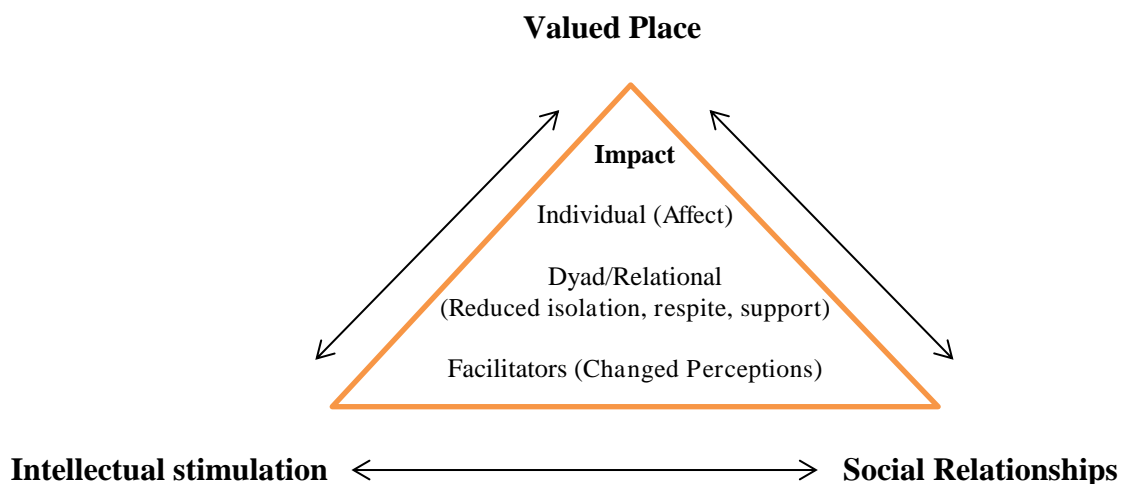 Valued Place
Impact
Individual (Affect)
Dyad/Relational
(Reduced isolation, respite, support)
Facilitators (Changed Perceptions)
Intellectual stimulation
Social Relationships